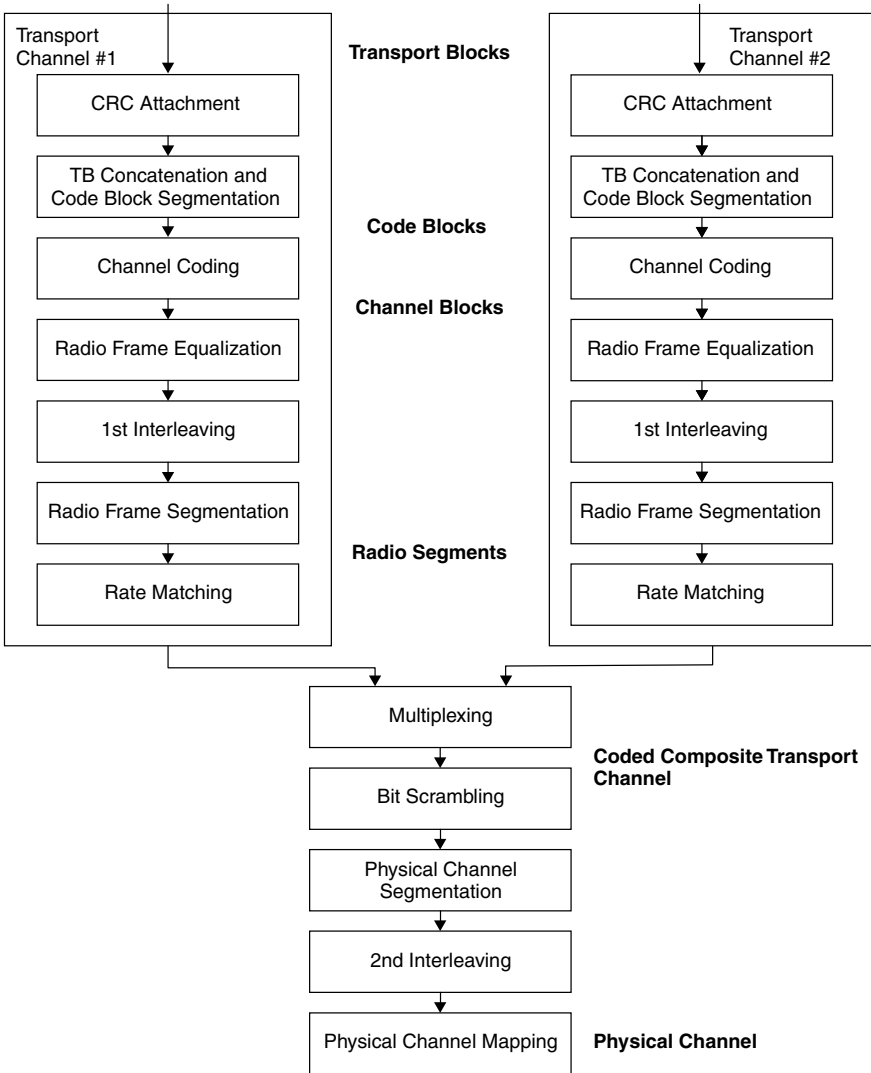 Transport
Channel #1
Transport Blocks
Transport
Channel #2
CRC Attachment
CRC Attachment
TB Concatenation and
Code Block Segmentation
TB Concatenation and
Code Block Segmentation
Code Blocks
Channel Coding
Channel Coding
Channel Blocks
Radio Frame Equalization
Radio Frame Equalization
1st Interleaving
1st Interleaving
Radio Frame Segmentation
Radio Frame Segmentation
Radio Segments
Rate Matching
Rate Matching
Multiplexing
Coded Composite Transport
Channel
Bit Scrambling
Physical Channel
Segmentation
2nd Interleaving
Physical Channel Mapping
Physical Channel